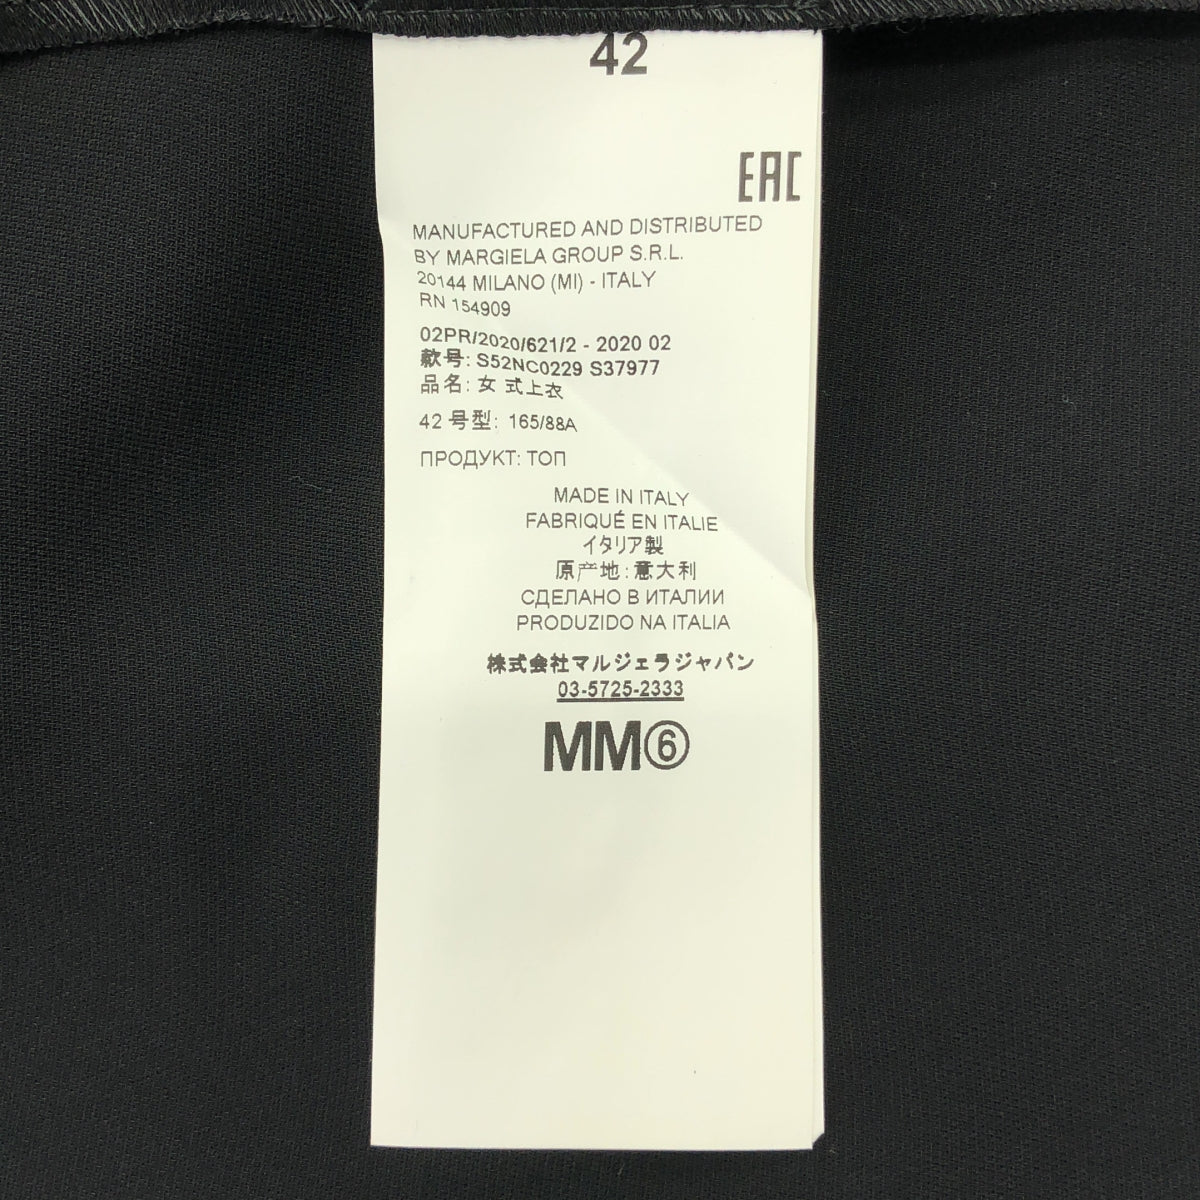 42
EAC
MANUFACTURED AND DISTRIBUTED
BY MARGIELA GROUP S.R.L.
20144 MILANO (MI) - ITALY
RN 154909
02PR/2020/621/2 - 2020 02
款号: S52NC0229 S37977
品名: 女 式上衣
42 号型: 165/88A
ПРОДУКТ: ТОП
MADE IN ITALY
FABRIQUÉ EN ITALIE
イタリア製
原产地: 意大利
СДЕЛАНО В ИТАЛИИ
PRODUZIDO NA ITALIA
株式会社マルジェラジャパン
03-5725-2333
MM⑥